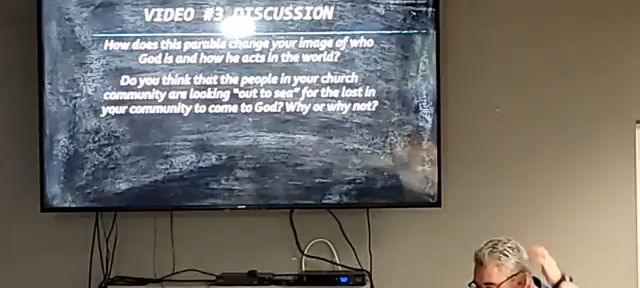 VIDEO #3 DISCUSSION
How does this parable change your image of who
God is and how he acts in the world?
Do you think that the people in your church
community are looking "out to sea" for the lost in
your community to come to God? Why or why not?